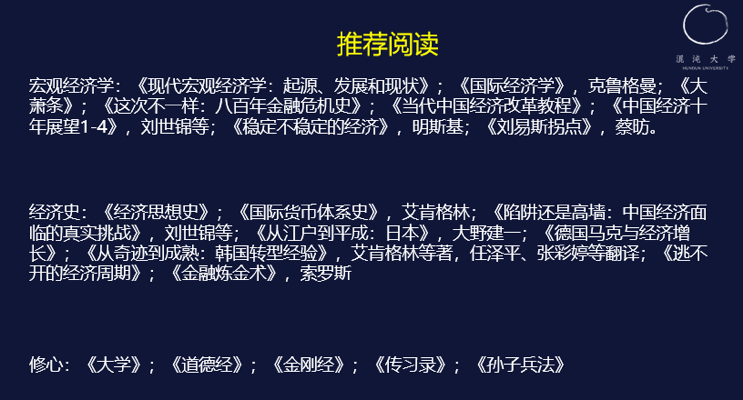 推荐阅读
混沌大学
HUNDUN UNIVERSITY
宏观经济学：《现代宏观经济学：起源、发展和现状》；《国际经济学》，克鲁格曼；《大
萧条》；《这次不一样：八百年金融危机史》；《当代中国经济改革教程》；《中国经济十
年展望1-4》，刘世锦等；《稳定不稳定的经济》，明斯基；《刘易斯拐点》，蔡昉。
经济史：《经济思想史》；《国际货币体系史》，艾肯格林；《陷阱还是高墙：中国经济面
临的真实挑战》，刘世锦等；《从江户到平成：日本》，大野建一；《德国马克与经济增
长》；《从奇迹到成熟：韩国转型经验》，艾肯格林等著，任泽平、张彩婷等翻译；《逃不
开的经济周期》；《金融炼金术》，索罗斯
修心：《大学》；《道德经》；《金刚经》；《传习录》；《孙子兵法》